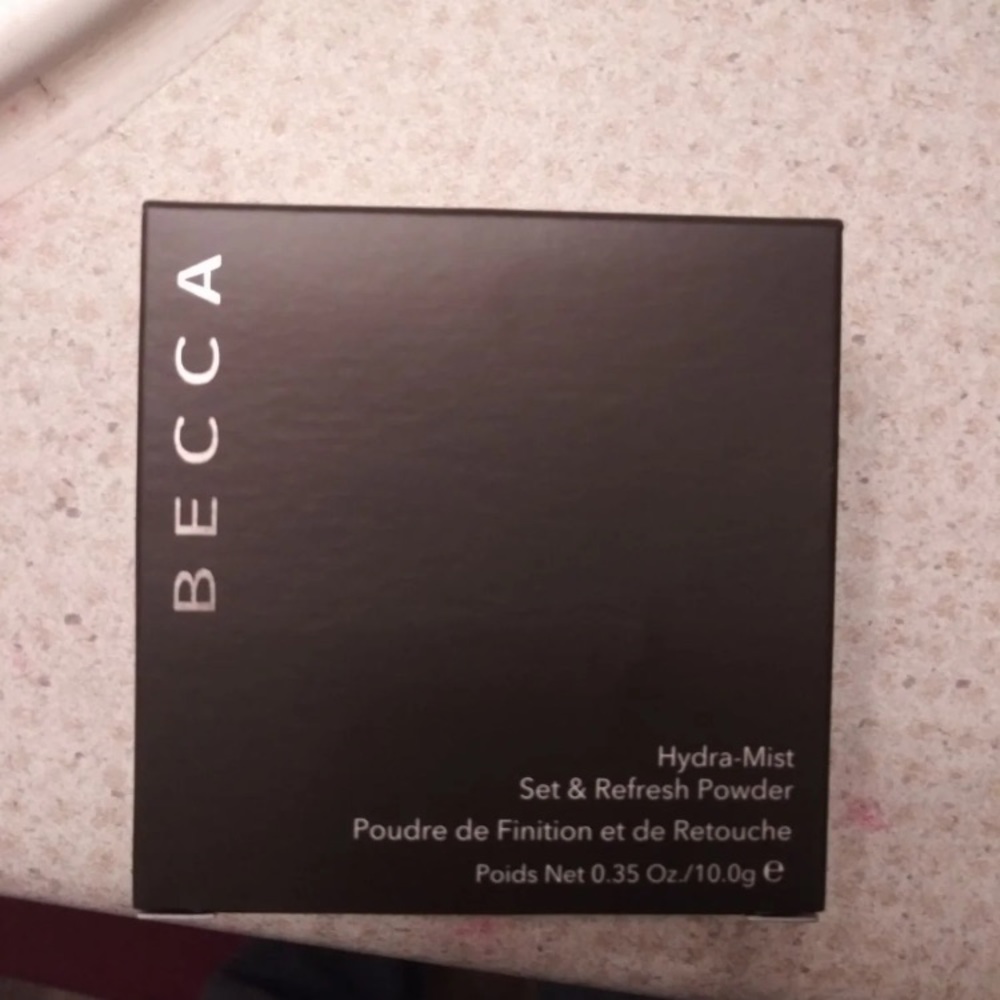 BECCA
Hydra-Mist
Set & Refresh Powder
Poudre de Finition et de Retouche
Poids Net 0.35 Oz./10.0g ℮